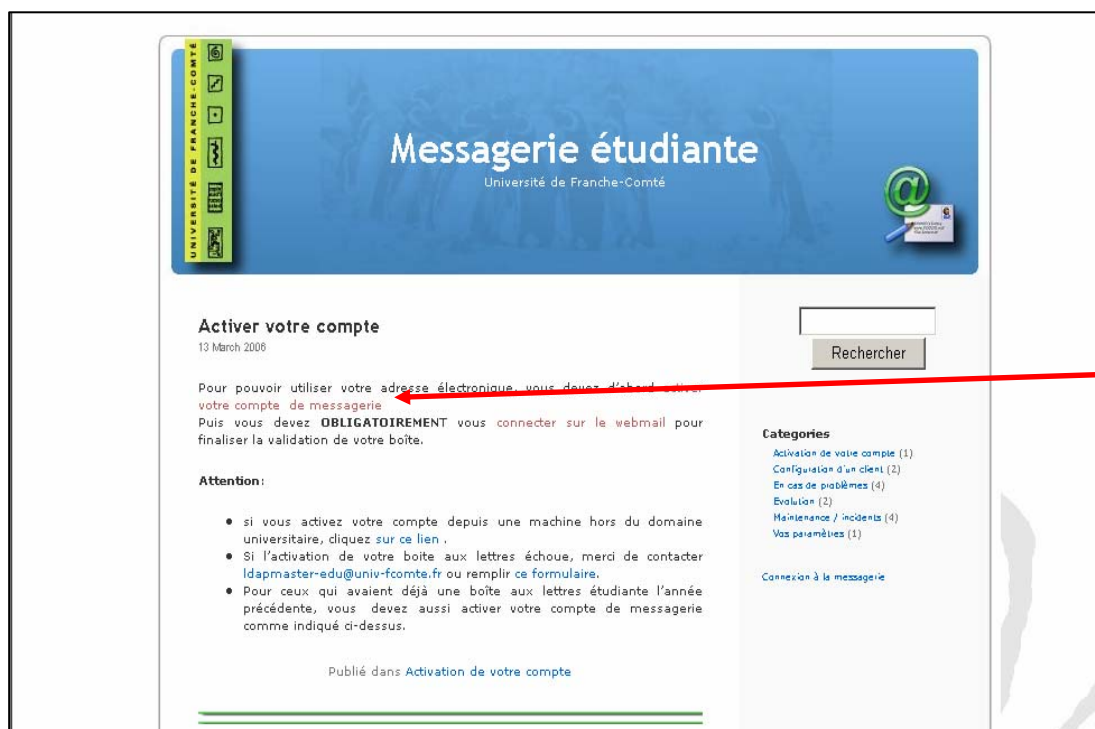 UNIVERSITÉ DE FRANCHE-COMTÉ
Messagerie étudiante
Université de Franche-Comté
Activer votre compte
13 March 2006
Pour pouvoir utiliser votre adresse électronique, vous devez d'abord activer
votre compte de messagerie
Puis vous devez OBLIGATOIREMENT vous connecter sur le webmail pour
finaliser la validation de votre boîte.
Attention:
● si vous activez votre compte depuis une machine hors du domaine
universitaire, cliquez sur ce lien .
● Si l'activation de votre boite aux lettres échoue, merci de contacter
ldapmaster-edu@univ-fcomte.fr ou remplir ce formulaire.
● Pour ceux qui avaient déjà une boîte aux lettres étudiante l'année
précédente, vous devez aussi activer votre compte de messagerie
comme indiqué ci-dessus.
Publié dans Activation de votre compte
Rechercher
Categories
Activation de votre compte (1)
Configuration d'un client (2)
En cas de problèmes (4)
Evolution (2)
Maintenance / incidents (4)
Vos paramètres (1)
Connexion à la messagerie